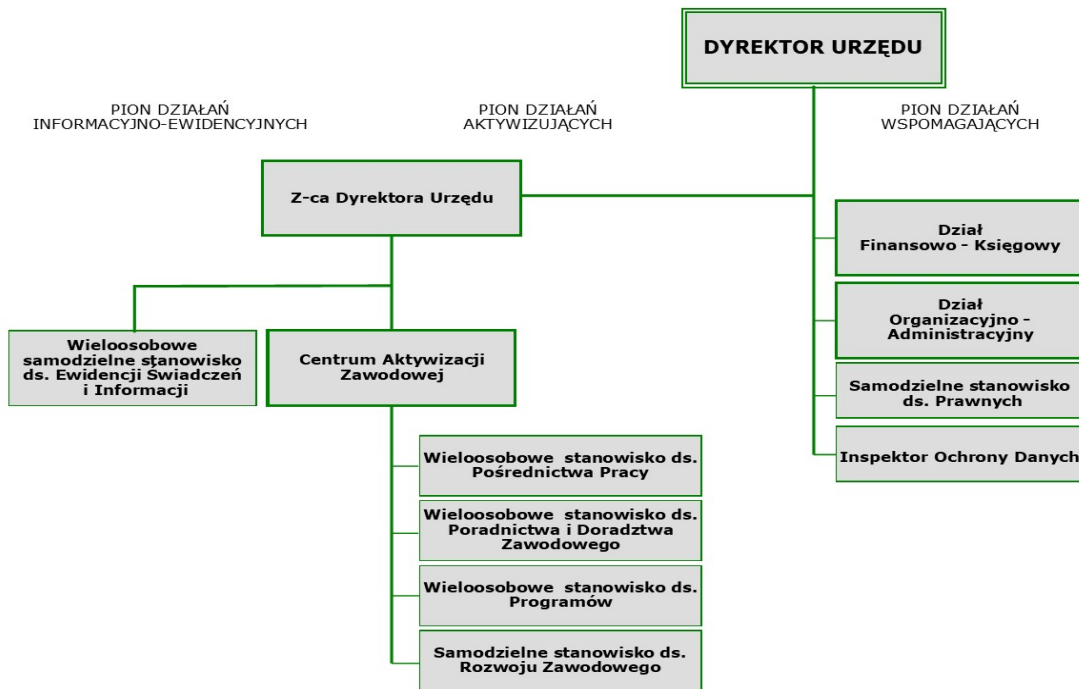 DYREKTOR URZĘDU
PION DZIAŁAŃ
INFORMACYJNO-EWIDENCYJNYCH
PION DZIAŁAŃ
AKTYWIZUJĄCYCH
PION DZIAŁAŃ
WSPOMAGAJĄCYCH
Z-ca Dyrektora Urzędu
Dział
Finansowo - Księgowy
Dział
Organizacyjno -
Administracyjny
Samodzielne stanowisko
ds. Prawnych
Inspektor Ochrony Danych
Wieloosobowe
samodzielne stanowisko
ds. Ewidencji Świadczeń
i Informacji
Centrum Aktywizacji
Zawodowej
Wieloosobowe stanowisko ds.
Pośrednictwa Pracy
Wieloosobowe stanowisko ds.
Poradnictwa i Doradztwa
Zawodowego
Wieloosobowe stanowisko ds.
Programów
Samodzielne stanowisko ds.
Rozwoju Zawodowego